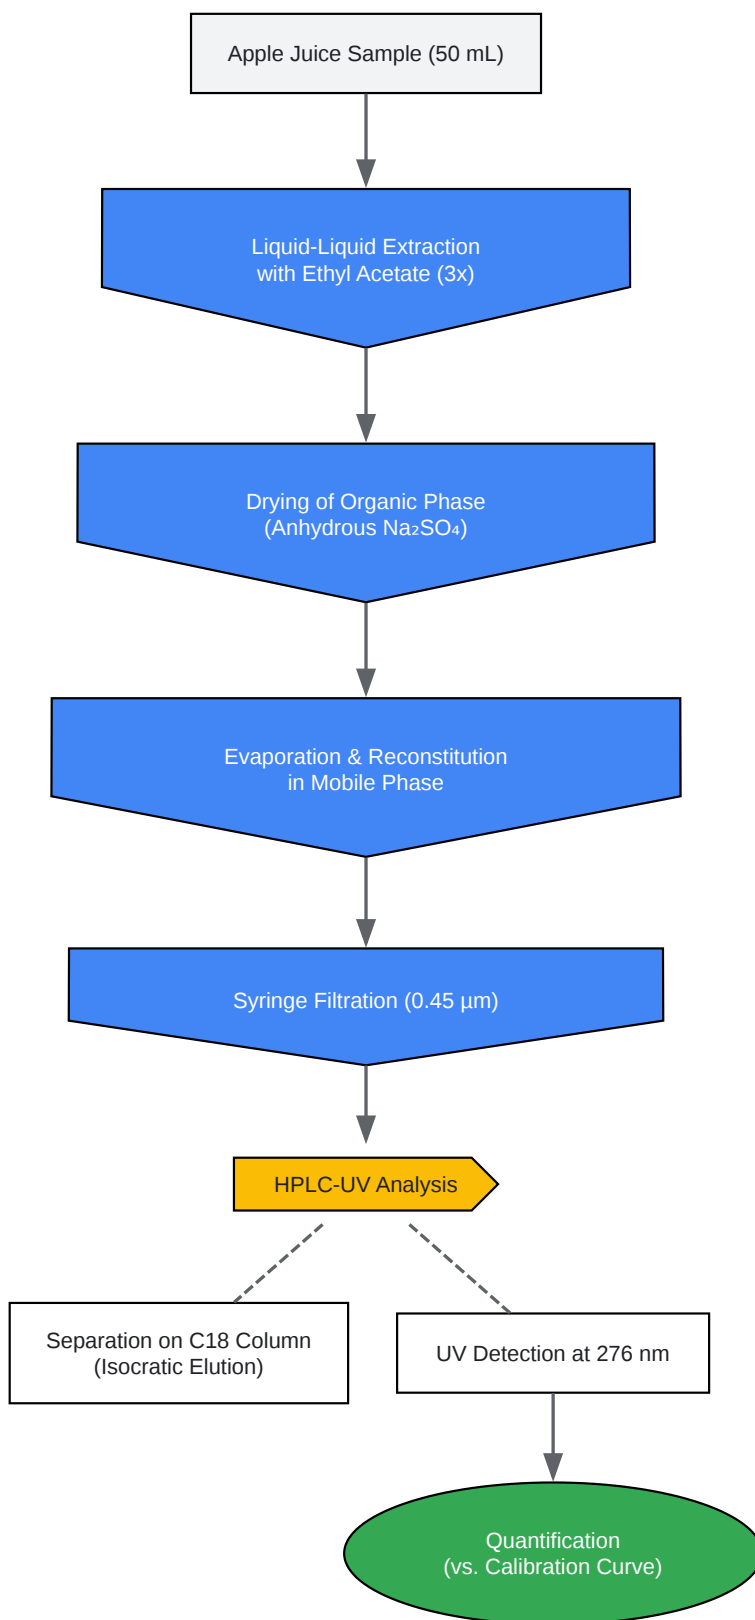 Apple Juice Sample (50 mL)
Liquid-Liquid Extraction
with Ethyl Acetate (3x)
Drying of Organic Phase
(Anhydrous Na₂SO₄)
Evaporation & Reconstitution
in Mobile Phase
Syringe Filtration (0.45 µm)
HPLC-UV Analysis
Separation on C18 Column
(Isocratic Elution)
UV Detection at 276 nm
Quantification
(vs. Calibration Curve)